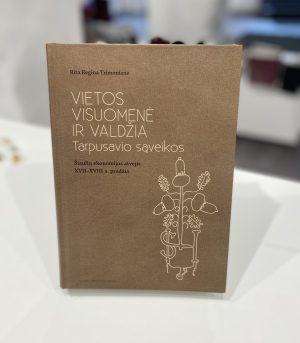 Rita Regina Trimonienė
VIETOS
VISUOMENĖ
IR VALDŽIA
Tarpusavio sąveikos
Šiaulių ekonomijos atvejis
XVII–XVIII a. pradžia